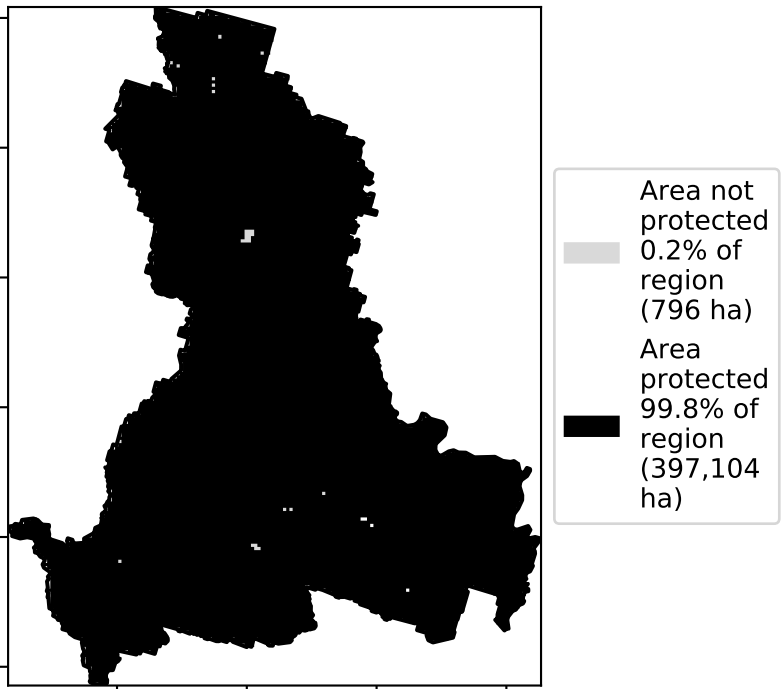 Area not
protected
0.2% of
region
(796 ha)
Area
protected
99.8% of
region
(397,104
ha)